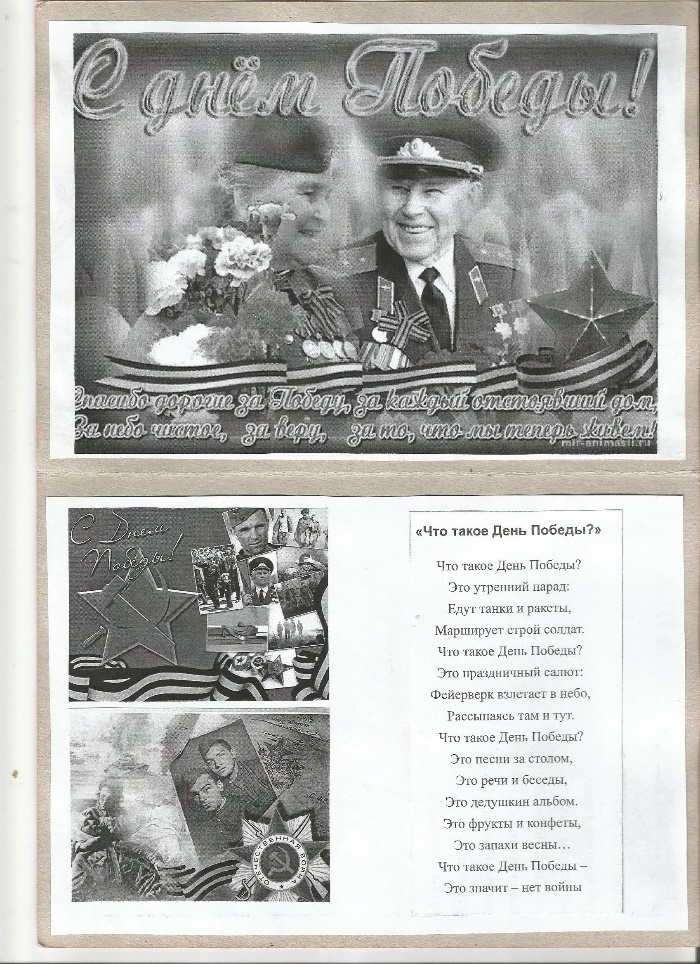 С днём Победы!
Спасибо дорогие за Победу, за каждый отстоявший дом,
За небо чистое, за веру, за то, что мы теперь живем!
mir-animasii.ru
С Днем
Победы!
ОТЕЧЕСТВЕННАЯ ВОЙНА
«Что такое День Победы?»
Что такое День Победы?
Это утренний парад:
Едут танки и ракеты,
Марширует строй солдат.
Что такое День Победы?
Это праздничный салют:
Фейерверк взлетает в небо,
Рассыпаясь там и тут.
Что такое День Победы?
Это песни за столом,
Это речи и беседы,
Это дедушкин альбом.
Это фрукты и конфеты,
Это запахи весны…
Что такое День Победы –
Это значит – нет войны